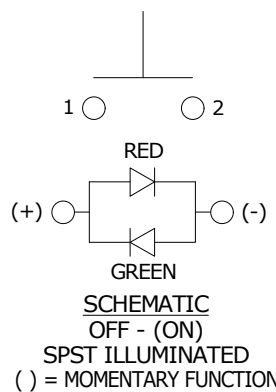 1 2
RED
(+) (-)
GREEN
SCHEMATIC
OFF - (ON)
SPST ILLUMINATED
( ) = MOMENTARY FUNCTION